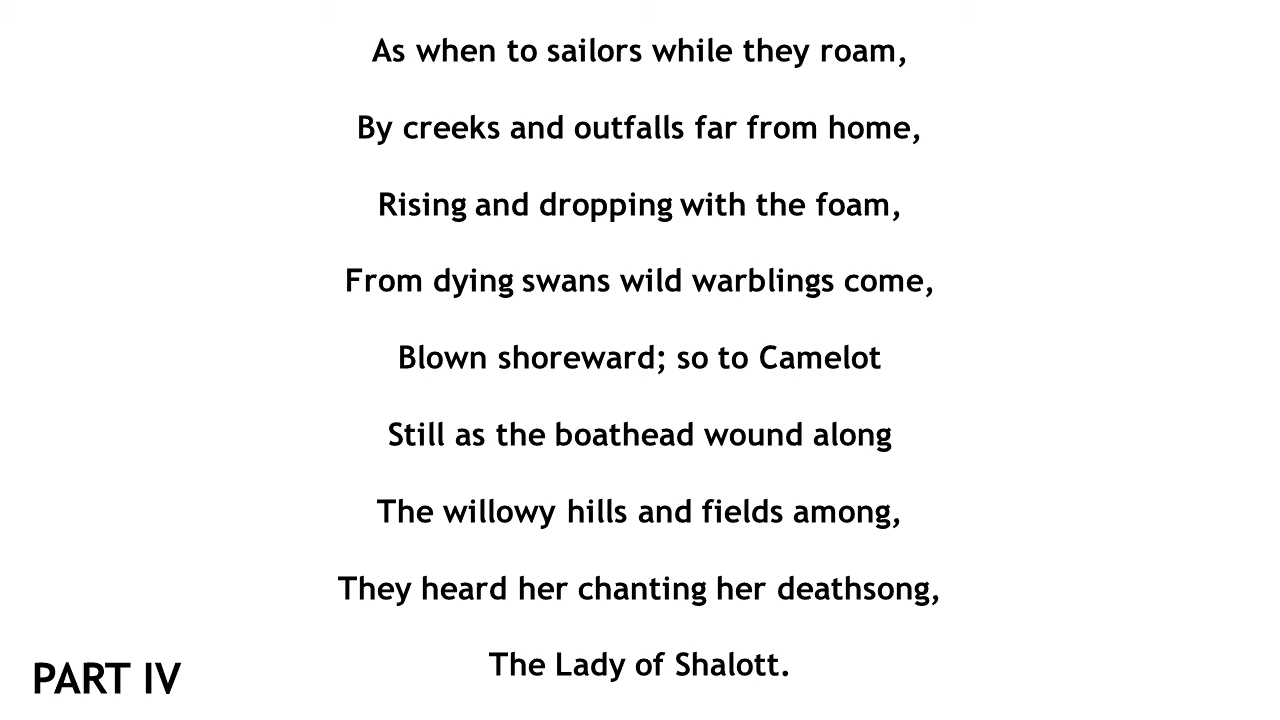 As when to sailors while they roam,
By creeks and outfalls far from home,
Rising and dropping with the foam,
From dying swans wild warblings come,
Blown shoreward; so to Camelot
Still as the boathead wound along
The willowy hills and fields among,
They heard her chanting her deathsong,
The Lady of Shalott.
PART IV